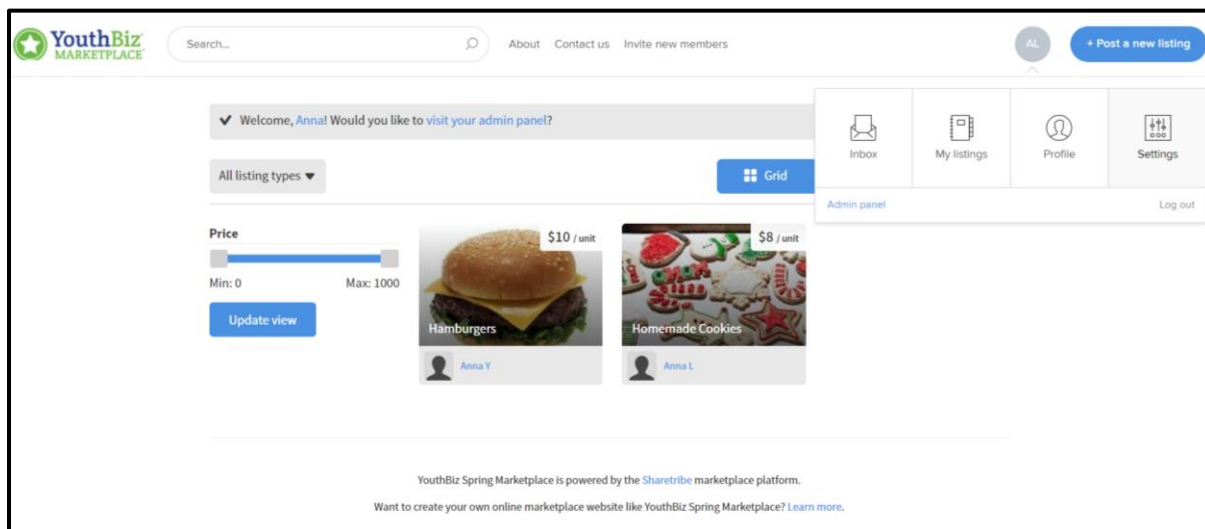 YouthBiz
MARKETPLACE
Search...
About Contact us Invite new members
AL
+ Post a new listing
Welcome, Anna! Would you like to visit your admin panel?
Inbox
My listings
Profile
Settings
Admin panel
Log out
All listing types
Grid
Price
Min: 0
Max: 1000
Update view
$10 / unit
Hamburgers
Anna Y
$8 / unit
Homemade Cookies
Anna L
YouthBiz Spring Marketplace is powered by the Sharetribe marketplace platform.
Want to create your own online marketplace website like YouthBiz Spring Marketplace? Learn more.